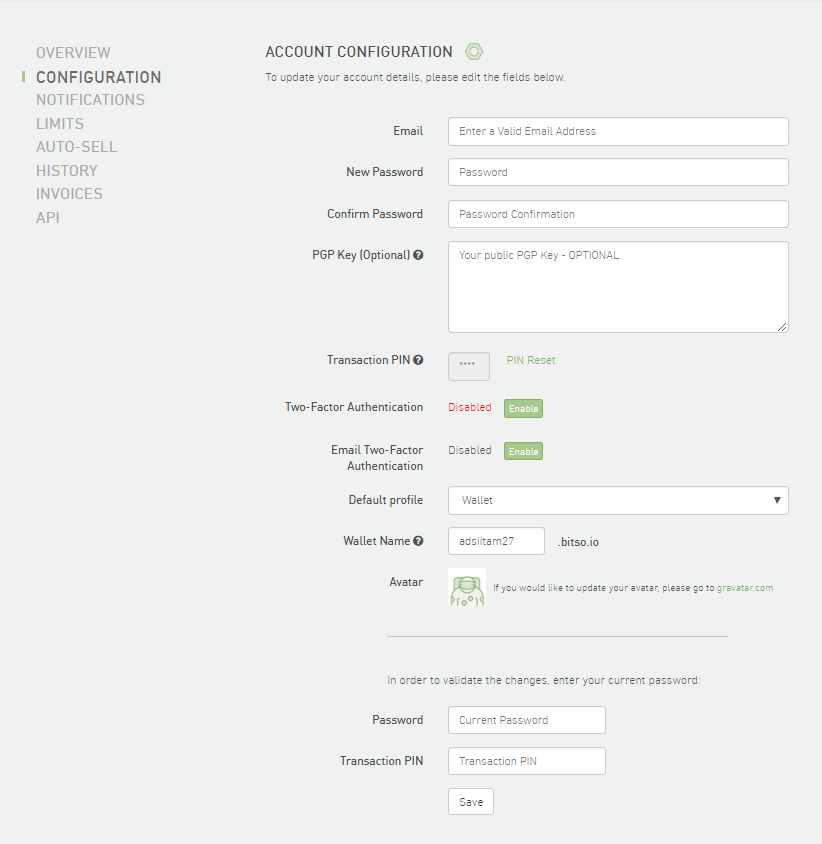 OVERVIEW
CONFIGURATION
NOTIFICATIONS
LIMITS
AUTO-SELL
HISTORY
INVOICES
API
ACCOUNT CONFIGURATION
To update your account details, please edit the fields below.
Email Enter a Valid Email Address
New Password Password
Confirm Password Password Confirmation
PGP Key (Optional) ? Your public PGP Key - OPTIONAL
Transaction PIN ? **** PIN Reset
Two-Factor Authentication Disabled Enable
Email Two-Factor Disabled Enable
Authentication
Default profile Wallet
Wallet Name ? adsiitam27 .bitso.io
Avatar If you would like to update your avatar, please go to gravatar.com
In order to validate the changes, enter your current password:
Password Current Password
Transaction PIN Transaction PIN
Save